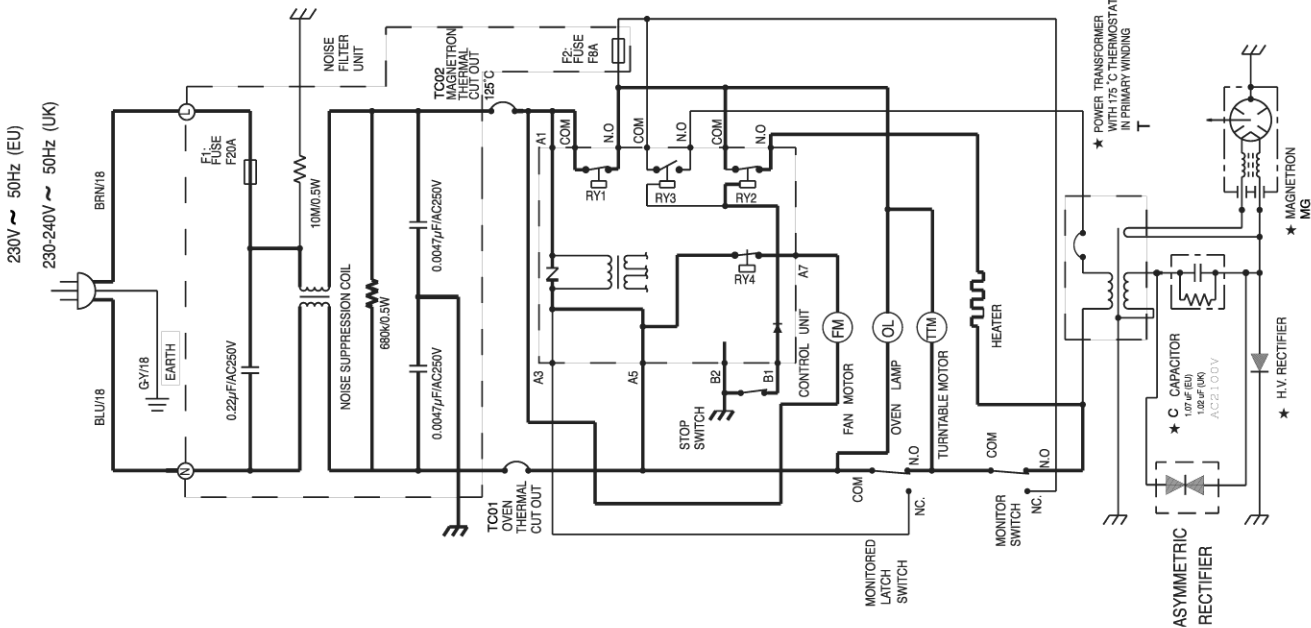 230V ~ 50Hz (EU)
230-240V ~ 50Hz (UK)
BRN/18
BLU/18
GY/18
EARTH
L
N
F1:
FUSE
F20A
0.22µF/AC250V
10M/0.5W
NOISE
FILTER
UNIT
NOISE SUPPRESSION COIL
680k/0.5W
0.0047µF/AC250V
0.0047µF/AC250V
TC02
MAGNETRON
THERMAL
CUT OUT
125°C
TC01
OVEN
THERMAL
CUT OUT
F2:
FUSE
F8A
A1
COM
N.O
COM
N.O
COM
N.O
RY1
RY3
RY2
RY4
A7
A3
A5
B2
B1
CONTROL UNIT
STOP
SWITCH
FM
FAN MOTOR
OL
OVEN LAMP
TTM
TURNTABLE MOTOR
HEATER
COM
N.O
NC.
MONITORED
LATCH
SWITCH
COM
N.O
NC.
MONITOR
SWITCH
★ POWER TRANSFORMER
WITH 175°C THERMOSTAT
IN PRIMARY WINDING
T
★ MAGNETRON
MG
★ C CAPACITOR
1.07 uF (EU)
1.02 uF (UK)
AC2100V
★ H.V. RECTIFIER
ASYMMETRIC
RECTIFIER